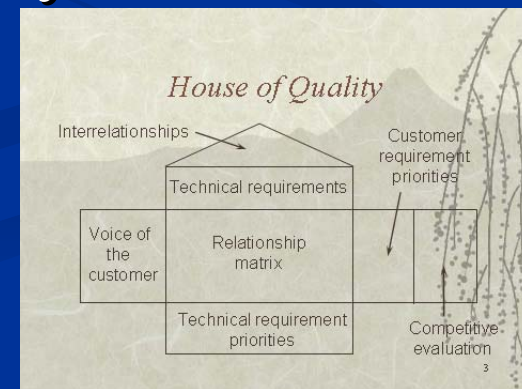 House of Quality
Interrelationships
Customer
requirement
priorities
Technical requirements
Voice of
the
customer
Relationship
matrix
Technical requirement
priorities
Competitive
evaluation
3